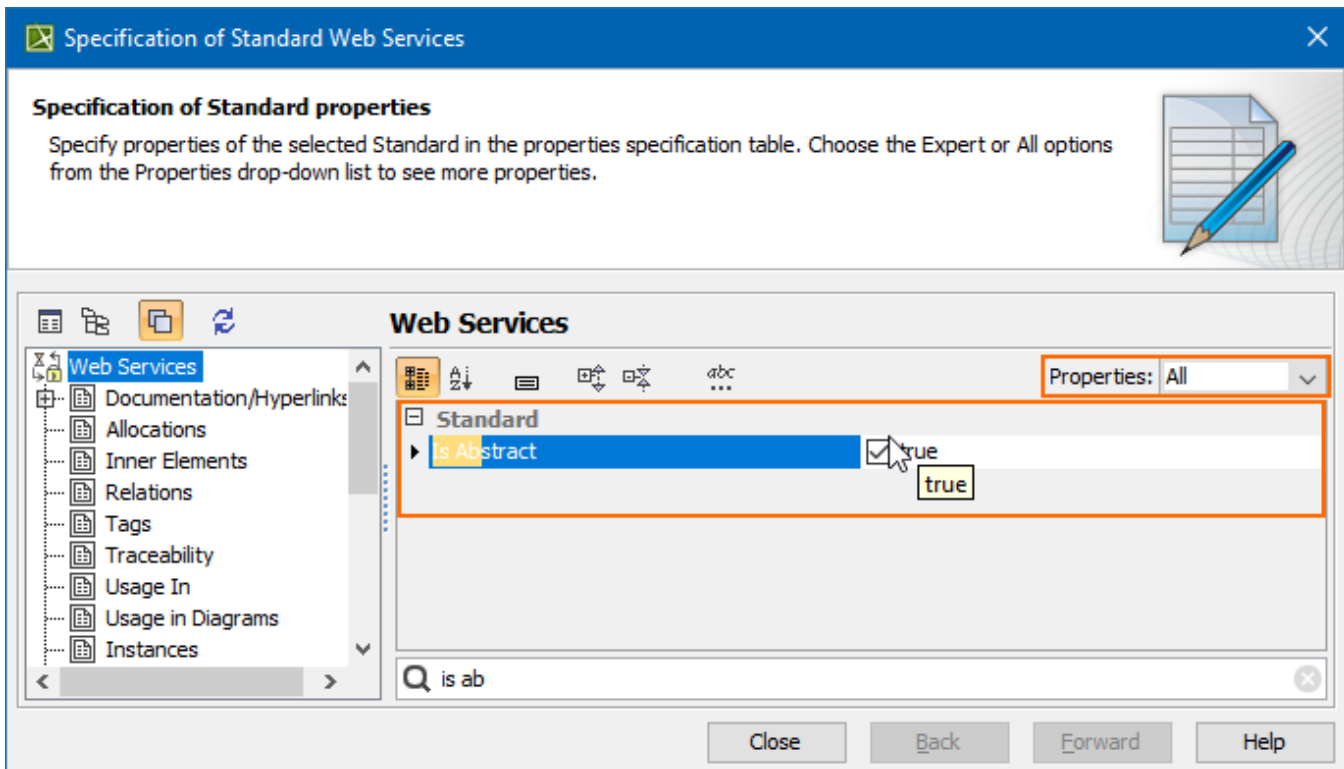 Specification of Standard Web Services
Specification of Standard properties
Specify properties of the selected Standard in the properties specification table. Choose the Expert or All options
from the Properties drop-down list to see more properties.
Web Services
Web Services
Documentation/Hyperlinks
Allocations
Inner Elements
Relations
Tags
Traceability
Usage In
Usage in Diagrams
Instances
Properties: All
Standard
Is Abstract
true
true
is ab
Close
Back
Forward
Help